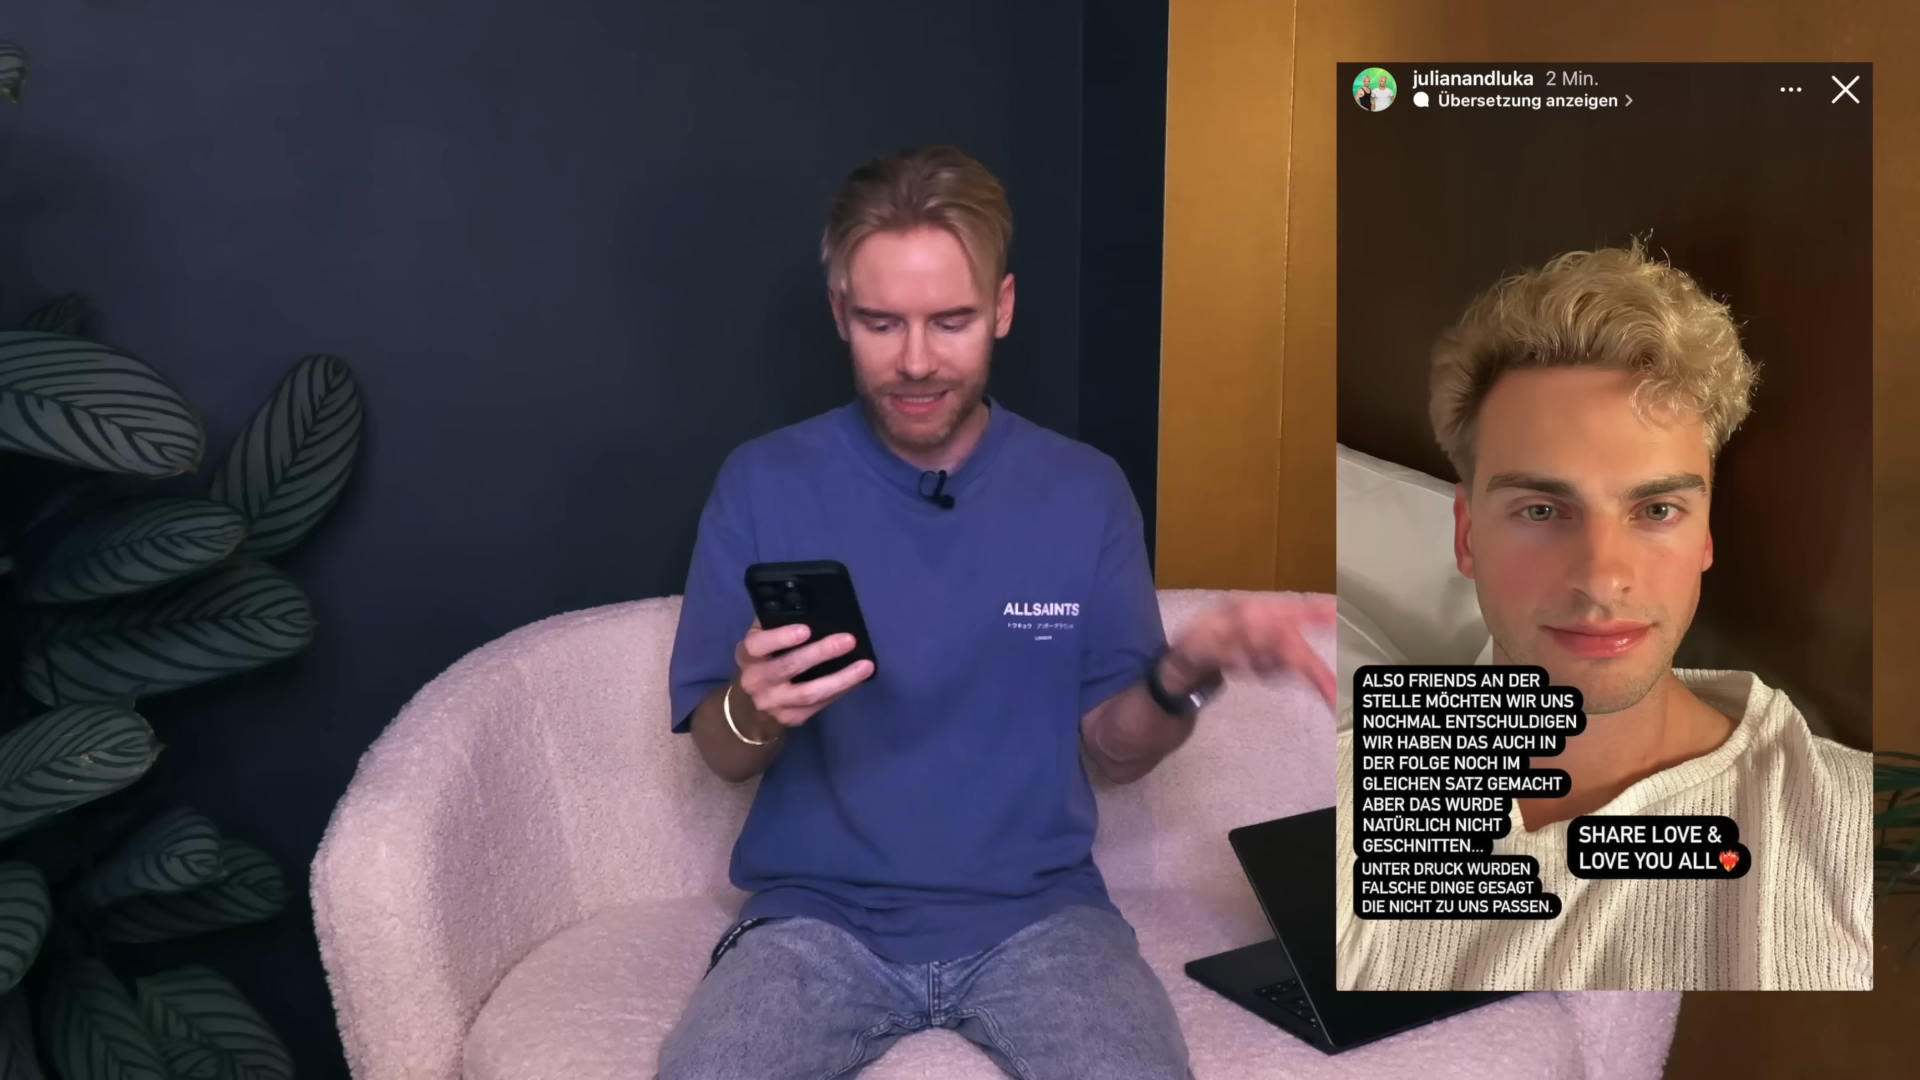 julianandluka 2 Min.
Übersetzung anzeigen
ALLSAINTS
LONDON
ALSO FRIENDS AN DER
STELLE MÖCHTEN WIR UNS
NOCHMAL ENTSCHULDIGEN
WIR HABEN DAS AUCH IN
DER FOLGE NOCH IM
GLEICHEN SATZ GEMACHT
ABER DAS WURDE
NATÜRLICH NICHT
GESCHNITTEN...
UNTER DRUCK WURDEN
FALSCHE DINGE GESAGT
DIE NICHT ZU UNS PASSEN.
SHARE LOVE &
LOVE YOU ALL❤️‍🔥